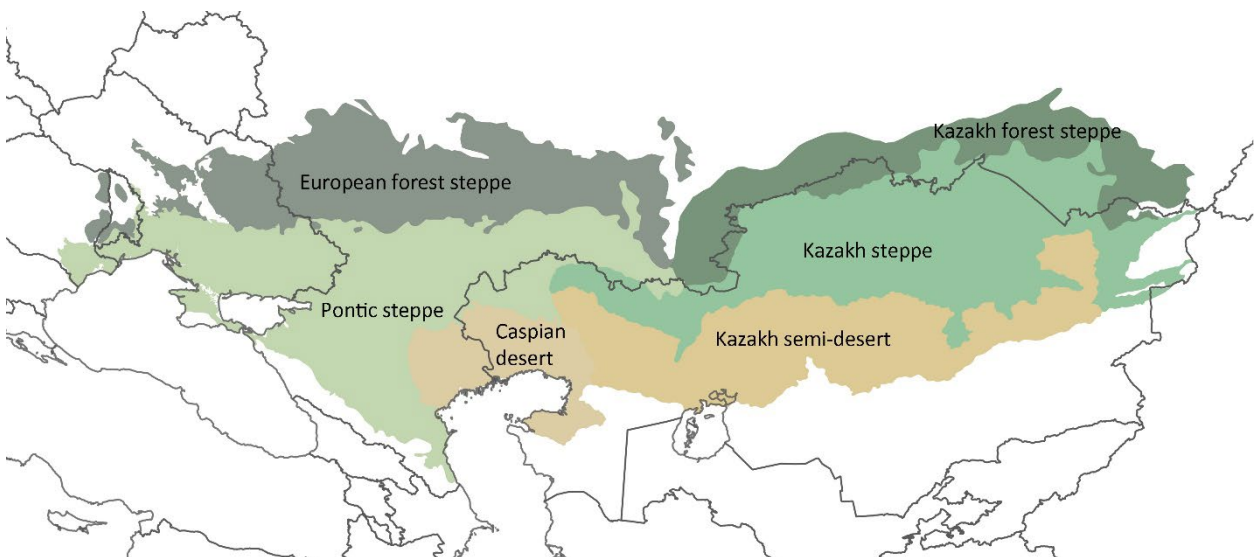 Kazakh forest steppe
European forest steppe
Kazakh steppe
Pontic steppe
Caspian
desert
Kazakh semi-desert